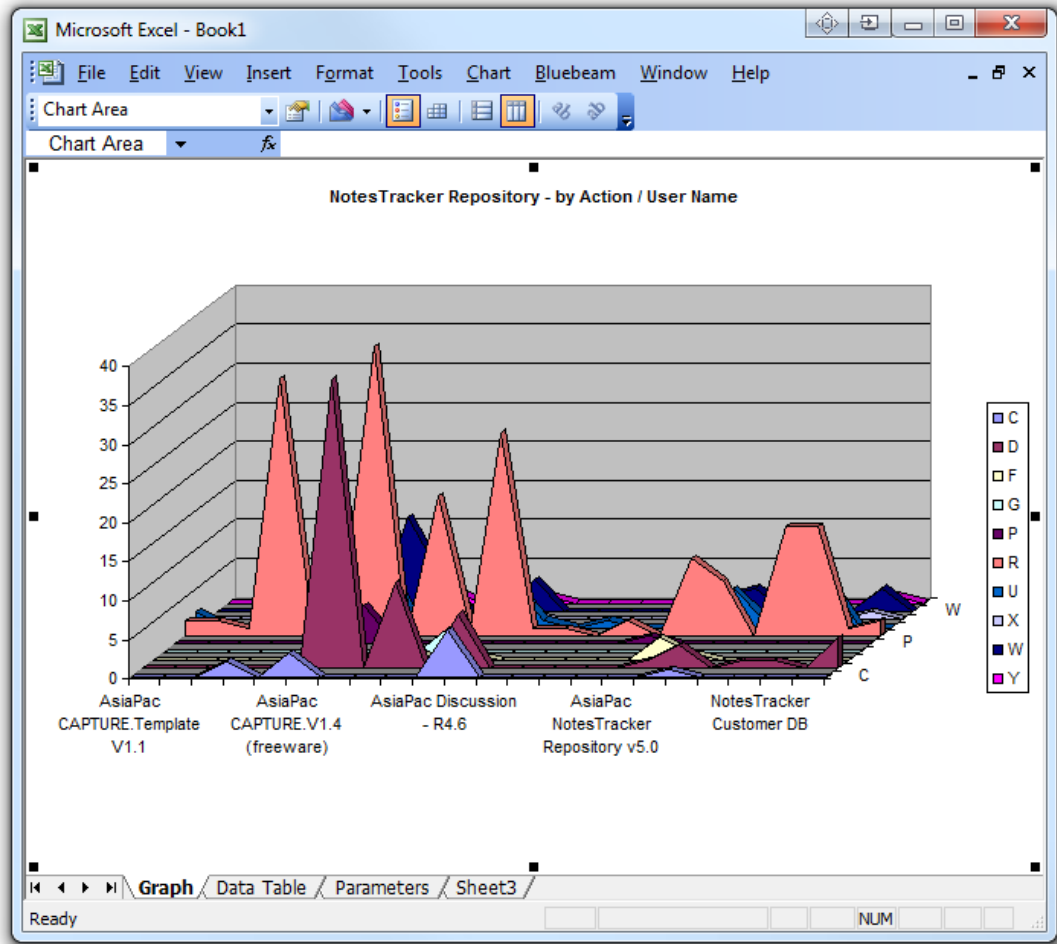 Microsoft Excel - Book1
File Edit View Insert Format Tools Chart Bluebeam Window Help
Chart Area
Chart Area fx
NotesTracker Repository - by Action / User Name
40
35
30
25
20
15
10
5
0
W
P
C
AsiaPac CAPTURE.Template V1.1
AsiaPac CAPTURE.V1.4 (freeware)
AsiaPac Discussion - R4.6
AsiaPac NotesTracker Repository v5.0
NotesTracker Customer DB
C
D
F
G
P
R
U
X
W
Y
Graph Data Table Parameters Sheet3
Ready NUM